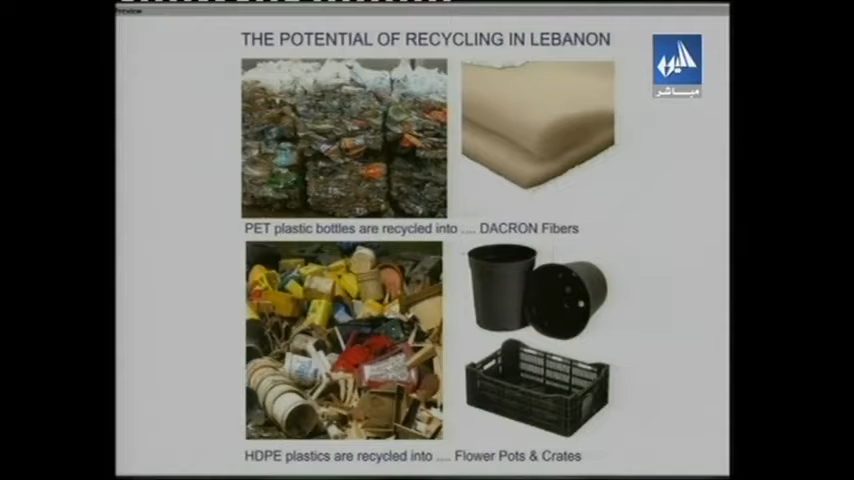 Preview
THE POTENTIAL OF RECYCLING IN LEBANON
مباشر
PET plastic bottles are recycled into .... DACRON Fibers
HDPE plastics are recycled into .... Flower Pots & Crates